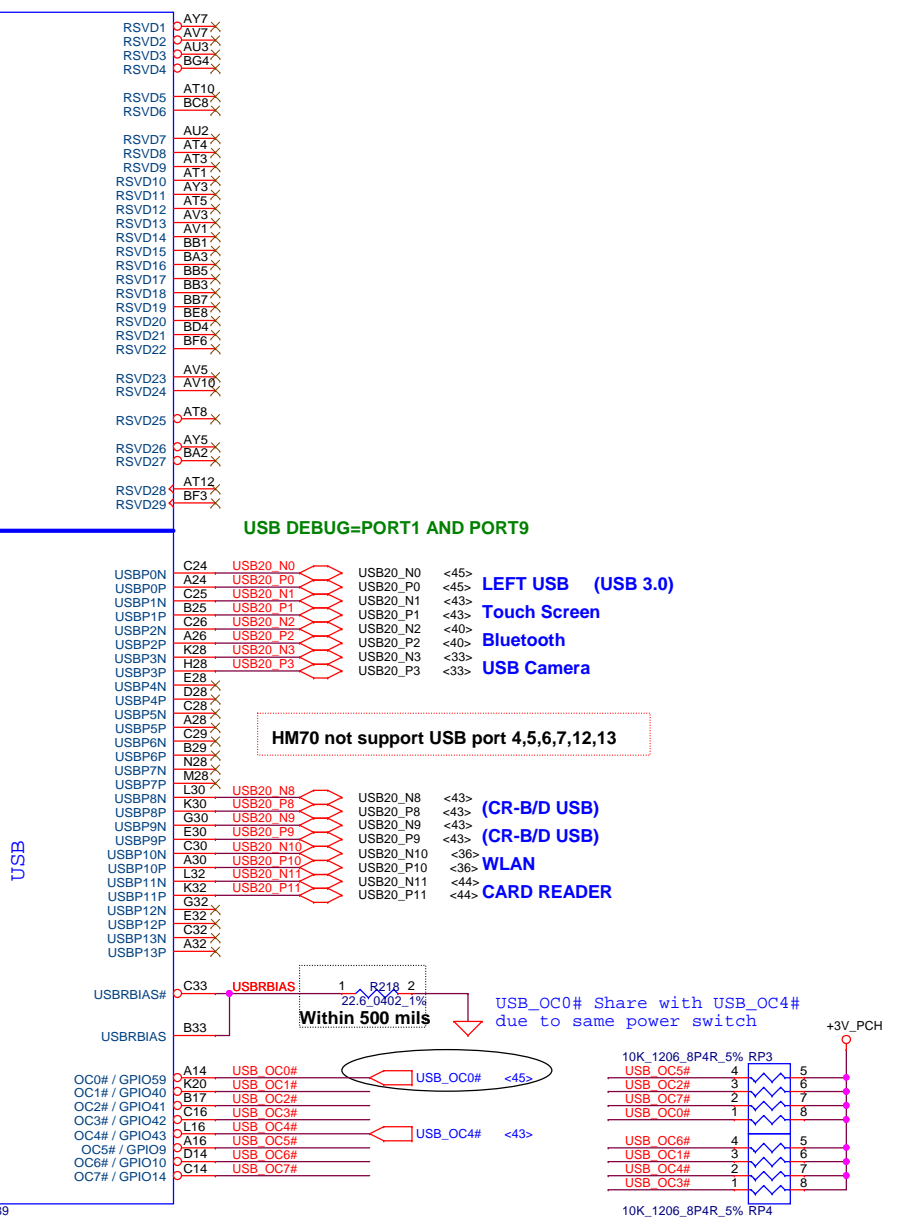 RSVD1 AY7
RSVD2 AV7
RSVD3 AU3
RSVD4 BG4
RSVD5 AT10
RSVD6 BC8
RSVD7 AU2
RSVD8 AT4
RSVD9 AT3
RSVD10 AT1
RSVD11 AY3
RSVD12 AT5
RSVD13 AV3
RSVD14 AV1
RSVD15 BB1
RSVD16 BA3
RSVD17 BB5
RSVD18 BB3
RSVD19 BB7
RSVD20 BE8
RSVD21 BD4
RSVD22 BF6
RSVD23 AV5
RSVD24 AV10
RSVD25 AT8
RSVD26 AY5
RSVD27 BA2
RSVD28 AT12
RSVD29 BF3
USB DEBUG=PORT1 AND PORT9
USB
USBP0N C24 USB20_N0 USB20_N0 <45>
USBP0P A24 USB20_P0 USB20_P0 <45>
LEFT USB (USB 3.0)
USBP1N C25 USB20_N1 USB20_N1 <43>
USBP1P B25 USB20_P1 USB20_P1 <43>
Touch Screen
USBP2N C26 USB20_N2 USB20_N2 <40>
USBP2P A26 USB20_P2 USB20_P2 <40>
Bluetooth
USBP3N K28 USB20_N3 USB20_N3 <33>
USBP3P H28 USB20_P3 USB20_P3 <33>
USB Camera
USBP4N E28
USBP4P D28
USBP5N C28
USBP5P A28
USBP6N C29
USBP6P B29
USBP7N N28
USBP7P M28
HM70 not support USB port 4,5,6,7,12,13
USBP8N L30 USB20_N8 USB20_N8 <43>
USBP8P K30 USB20_P8 USB20_P8 <43>
(CR-B/D USB)
USBP9N G30 USB20_N9 USB20_N9 <43>
USBP9P E30 USB20_P9 USB20_P9 <43>
(CR-B/D USB)
USBP10N C30 USB20_N10 USB20_N10 <36>
USBP10P A30 USB20_P10 USB20_P10 <36>
WLAN
USBP11N L32 USB20_N11 USB20_N11 <44>
USBP11P K32 USB20_P11 USB20_P11 <44>
CARD READER
USBP12N G32
USBP12P E32
USBP13N C32
USBP13P A32
USBRBIAS# C33 USBRBIAS 1 R218 2
22.6_0402_1%
Within 500 mils
USBRBIAS B33
USB_OC0# Share with USB_OC4#
due to same power switch
OC0# / GPIO59 A14 USB_OC0# USB_OC0# <45>
OC1# / GPIO40 K20 USB_OC1#
OC2# / GPIO41 B17 USB_OC2#
OC3# / GPIO42 C16 USB_OC3#
OC4# / GPIO43 L16 USB_OC4# USB_OC4# <43>
OC5# / GPIO9 A16 USB_OC5#
OC6# / GPIO10 D14 USB_OC6#
OC7# / GPIO14 C14 USB_OC7#
+3V_PCH
10K_1206_8P4R_5% RP3
USB_OC5# 4 5
USB_OC2# 3 6
USB_OC7# 2 7
USB_OC0# 1 8
USB_OC6# 4 5
USB_OC1# 3 6
USB_OC4# 2 7
USB_OC3# 1 8
10K_1206_8P4R_5% RP4